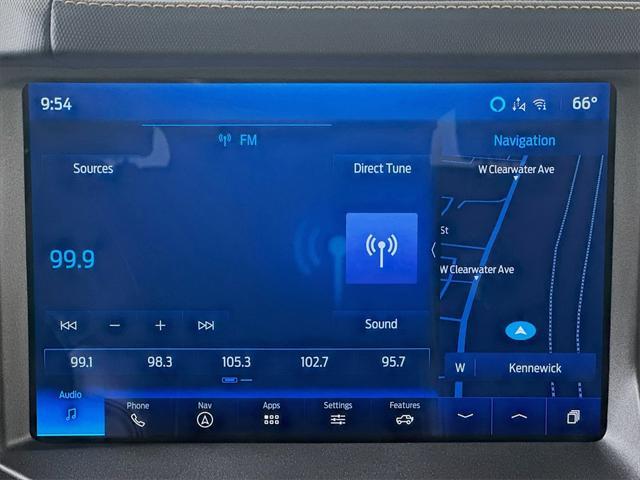 9:54
66°
FM
Navigation
Sources
Direct Tune
W Clearwater Ave
St
99.9
W Clearwater Ave
Sound
99.1 98.3 105.3 102.7 95.7
W Kennewick
Audio
Phone
Nav
Apps
Settings
Features